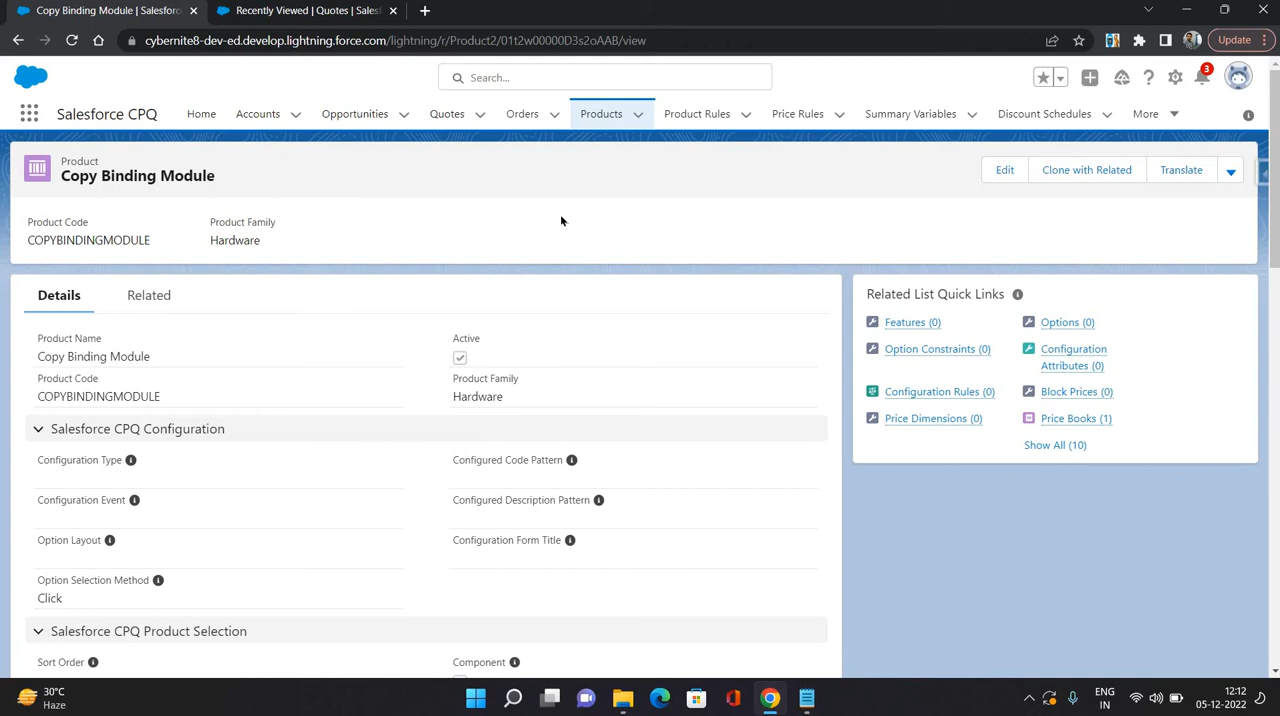 Copy Binding Module | Salesforc
Recently Viewed | Quotes | Salesf
cybernite8-dev-ed.develop.lightning.force.com/lightning/r/Product2/01t2w00000D3s2oAAB/view
Update
Search...
3
Salesforce CPQ
Home
Accounts
Opportunities
Quotes
Orders
Products
Product Rules
Price Rules
Summary Variables
Discount Schedules
More
Product
Copy Binding Module
Edit
Clone with Related
Translate
Product Code
Product Family
COPYBINDINGMODULE
Hardware
Details
Related
Product Name
Active
Copy Binding Module
Product Code
Product Family
COPYBINDINGMODULE
Hardware
Salesforce CPQ Configuration
Configuration Type
Configured Code Pattern
Configuration Event
Configured Description Pattern
Option Layout
Configuration Form Title
Option Selection Method
Click
Salesforce CPQ Product Selection
Sort Order
Component
Related List Quick Links
Features (0)
Options (0)
Option Constraints (0)
Configuration
Attributes (0)
Configuration Rules (0)
Block Prices (0)
Price Dimensions (0)
Price Books (1)
Show All (10)
30°C
Haze
ENG
IN
12:12
05-12-2022